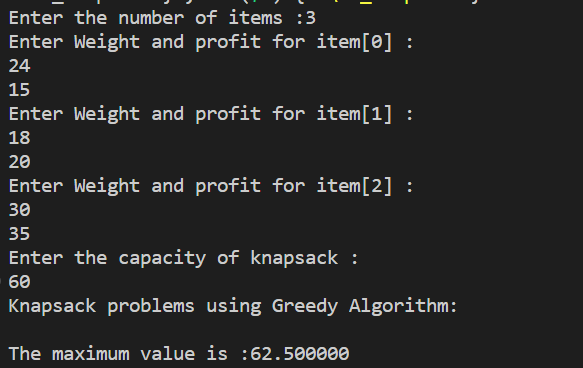 Enter the number of items :3
Enter Weight and profit for item[0] :
24
15
Enter Weight and profit for item[1] :
18
20
Enter Weight and profit for item[2] :
30
35
Enter the capacity of knapsack :
60
Knapsack problems using Greedy Algorithm:
The maximum value is :62.500000